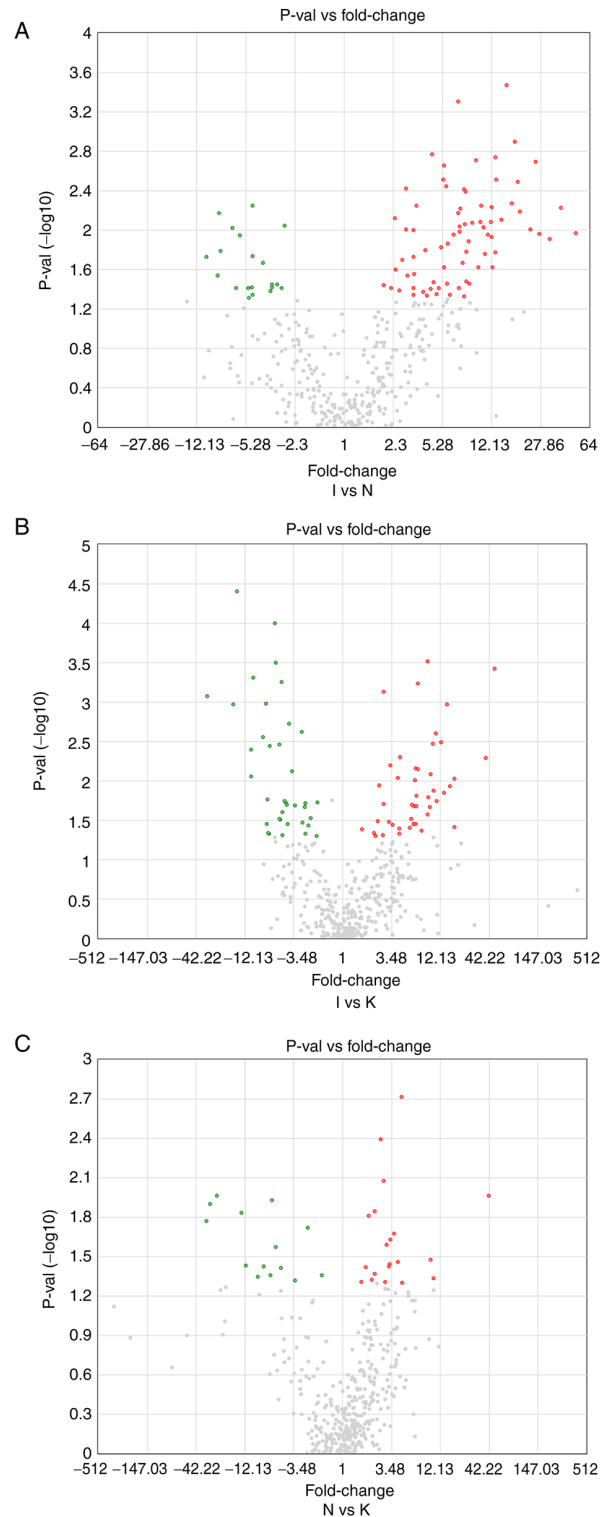 A
P-val vs fold-change
4
3.6
3.2
2.8
2.4
2
1.6
1.2
0.8
0.4
0
P-val (−log10)
−64 −27.86 −12.13 −5.28 −2.3 1 2.3 5.28 12.13 27.86 64
Fold-change
I vs N
B
P-val vs fold-change
5
4.5
4
3.5
3
2.5
2
1.5
1
0.5
0
P-val (−log10)
−512 −147.03 −42.22 −12.13 −3.48 1 3.48 12.13 42.22 147.03 512
Fold-change
I vs K
C
P-val vs fold-change
3
2.7
2.4
2.1
1.8
1.5
1.2
0.9
0.6
0.3
0
P-val (−log10)
−512 −147.03 −42.22 −12.13 −3.48 1 3.48 12.13 42.22 147.03 512
Fold-change
N vs K